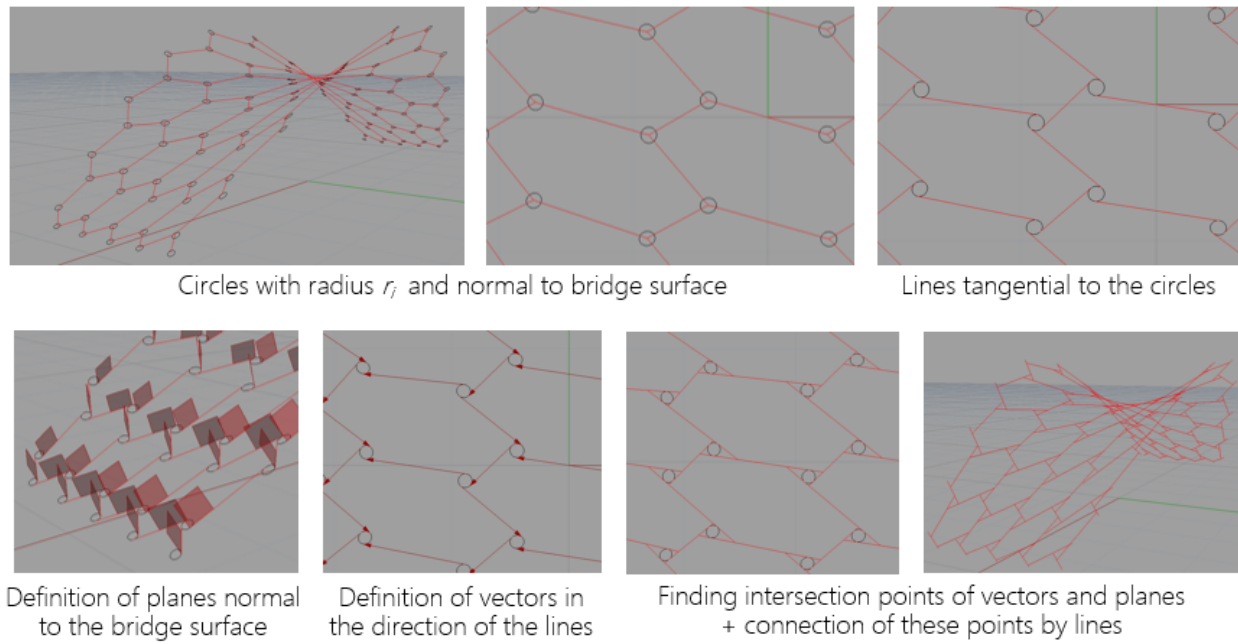 Circles with radius rᵢ and normal to bridge surface
Lines tangential to the circles
Definition of planes normal
to the bridge surface
Definition of vectors in
the direction of the lines
Finding intersection points of vectors and planes
+ connection of these points by lines